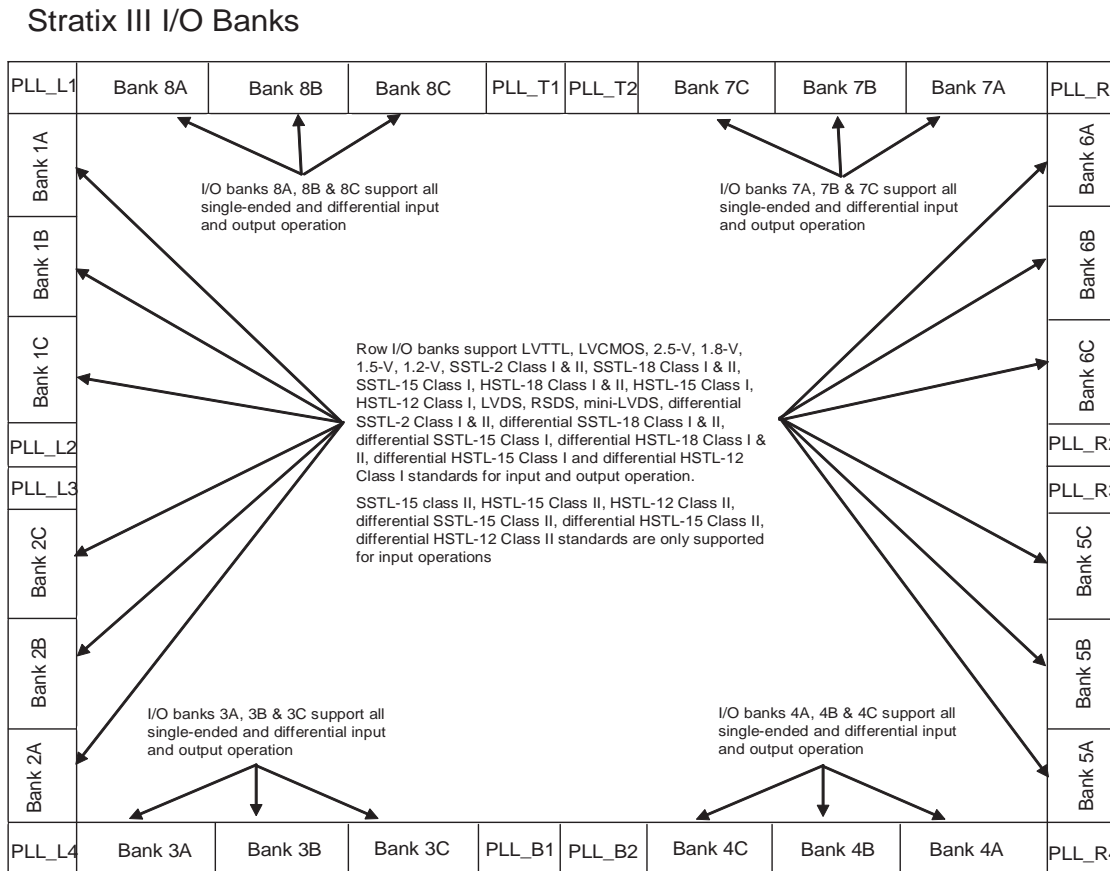 Stratix III I/O Banks
PLL_L1
Bank 8A
Bank 8B
Bank 8C
PLL_T1
PLL_T2
Bank 7C
Bank 7B
Bank 7A
PLL_R
Bank 1A
Bank 1B
Bank 1C
PLL_L2
PLL_L3
Bank 2C
Bank 2B
Bank 2A
I/O banks 8A, 8B & 8C support all
single-ended and differential input
and output operation
I/O banks 7A, 7B & 7C support all
single-ended and differential input
and output operation
Row I/O banks support LVTTL, LVCMOS, 2.5-V, 1.8-V,
1.5-V, 1.2-V, SSTL-2 Class I & II, SSTL-18 Class I & II,
SSTL-15 Class I, HSTL-18 Class I & II, HSTL-15 Class I,
HSTL-12 Class I, LVDS, RSDS, mini-LVDS, differential
SSTL-2 Class I & II, differential SSTL-18 Class I & II,
differential SSTL-15 Class I, differential HSTL-18 Class I &
II, differential HSTL-15 Class I and differential HSTL-12
Class I standards for input and output operation.
SSTL-15 class II, HSTL-15 Class II, HSTL-12 Class II,
differential SSTL-15 Class II, differential HSTL-15 Class II,
differential HSTL-12 Class II standards are only supported
for input operations
I/O banks 3A, 3B & 3C support all
single-ended and differential input
and output operation
I/O banks 4A, 4B & 4C support all
single-ended and differential input
and output operation
Bank 6A
Bank 6B
Bank 6C
PLL_R2
PLL_R3
Bank 5C
Bank 5B
Bank 5A
PLL_L4
Bank 3A
Bank 3B
Bank 3C
PLL_B1
PLL_B2
Bank 4C
Bank 4B
Bank 4A
PLL_R4